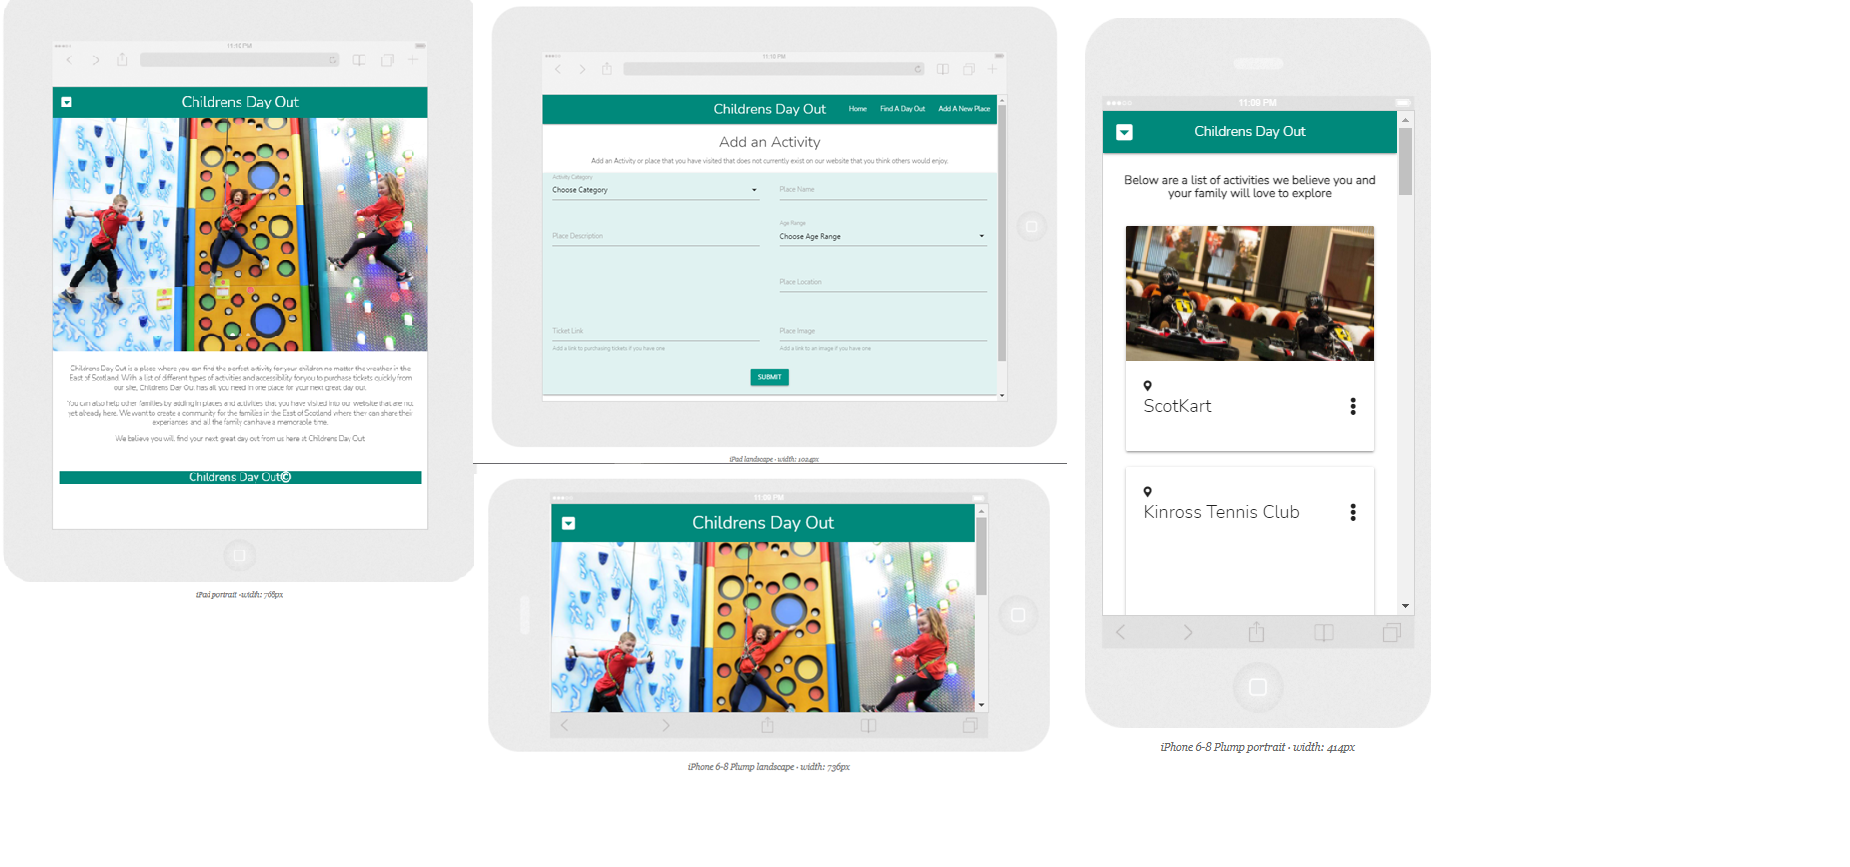 11:10 PM
Childrens Day Out
Childrens Day Out is a place where you can find the perfect activity for your children no matter the weather in the
East of Scotland. With a list of different types of activities and accessibility for you to purchase tickets quickly from
our site, Childrens Day Out has all you need in one place for your next great day out.
You can also help other families by adding in places and activities that you have visited into our website that are not
yet already here. We want to create a community for the families in the East of Scotland where they can share their
experiences and all the family can have a memorable time.
We believe you will find your next great day out from us here at Childrens Day Out
Childrens Day Out©
iPad portrait · width: 768px
11:10 PM
Childrens Day Out Home Find A Day Out Add A New Place
Add an Activity
Add an Activity or place that you have visited that does not currently exist on our website that you think others would enjoy.
Activity Category
Choose Category
Place Name
Place Description
Age Range
Choose Age Range
Place Location
Ticket Link
Add a link to purchasing tickets if you have one
Place Image
Add a link to an image if you have one
SUBMIT
iPad landscape · width: 1024px
11:09 PM
Childrens Day Out
iPhone 6-8 Plump landscape · width: 736px
11:09 PM
Childrens Day Out
Below are a list of activities we believe you and
your family will love to explore
ScotKart
Kinross Tennis Club
iPhone 6-8 Plump portrait · width: 414px